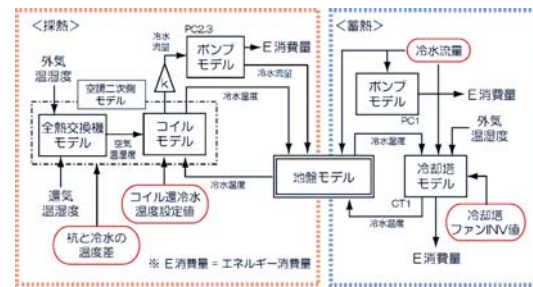 <採熱>
PC2,3
冷水
流量
ポンプ
モデル
E消費量
冷水流量
外気
温湿度
空調二次側
モデル
K
冷水温度
全熱交換機
モデル
空気
温湿度
コイル
モデル
還気
温湿度
コイル還冷水
温度設定値
冷水温度
杭と冷水の
温度差
※ E消費量 = エネルギー消費量
地盤モデル
<蓄熱>
冷水流量
ポンプ
モデル
PC1
E消費量
外気
温湿度
冷水温度
冷却塔
モデル
CT1
冷水温度
冷却塔
ファンINV値
E消費量